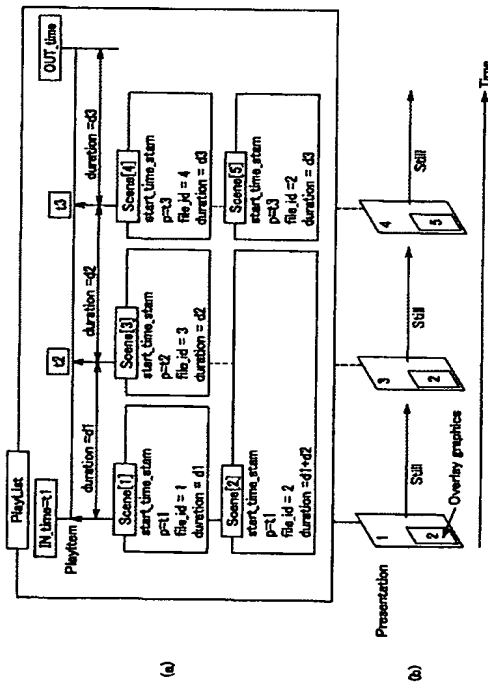 PlayList
IN_time=t1
t2
t3
OUT_time
PlayItem
duration =d1
duration =d2
duration =d3
(a)
Scene[1]
start_time_stam
p=t1
file_id = 1
duration = d1
Scene[3]
start_time_stam
p=t2
file_id = 3
duration = d2
Scene[4]
start_time_stam
p=t3
file_id = 4
duration = d3
Scene[2]
start_time_stam
p=t1
file_id = 2
duration =d1+d2
Scene[5]
start_time_stam
p=t3
file_id =2
duration = d3
(b)
Presentation
1
2
Still
3
2
Still
4
5
Still
Overlay graphics
Time